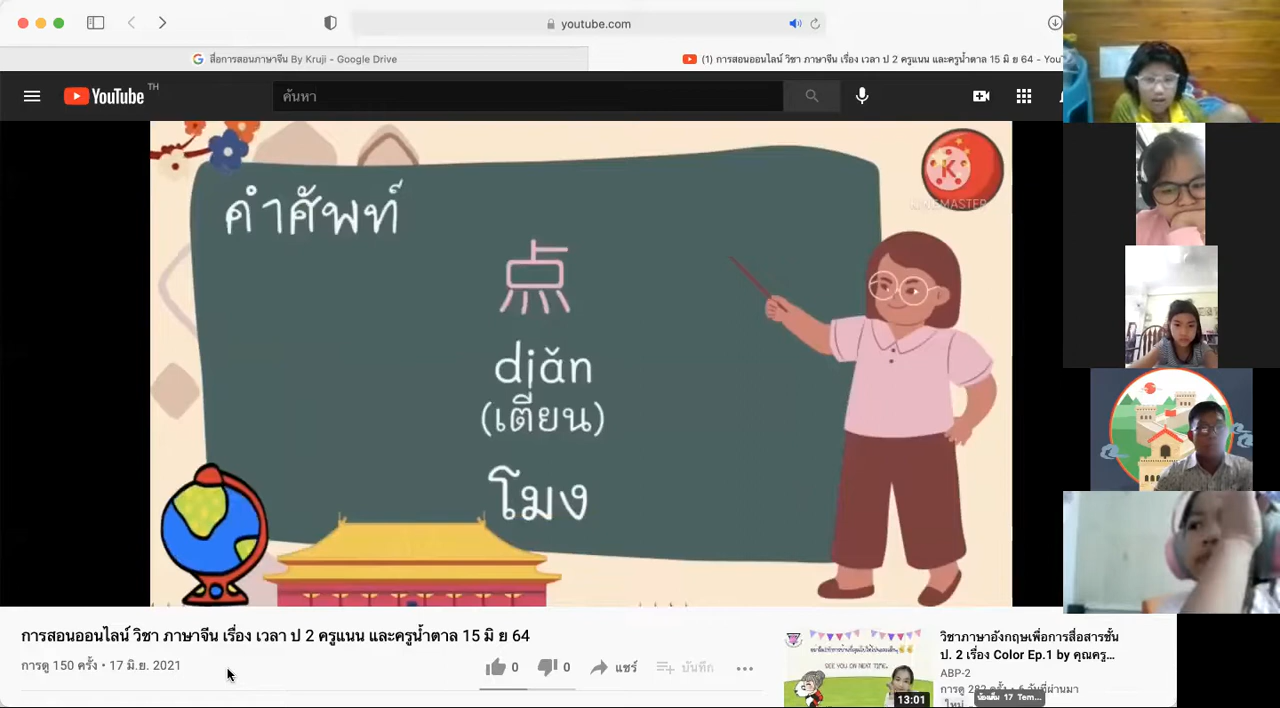 youtube.com
สื่อการสอนภาษาจีน By Kruji - Google Drive
(1) การสอนออนไลน์ วิชา ภาษาจีน เรื่อง เวลา ป 2 ครูแนน และครูน้ำตาล 15 มิ ย 64 - You
YouTube TH
ค้นหา
K
KINEMASTER
คำศัพท์
点
diǎn
(เตี่ยน)
โมง
การสอนออนไลน์ วิชา ภาษาจีน เรื่อง เวลา ป 2 ครูแนน และครูน้ำตาล 15 มิ ย 64
การดู 150 ครั้ง • 17 มิ.ย. 2021
0
0
แชร์
บันทึก
SEE YOU ON NEXT TIME.
13:01
วิชาภาษาอังกฤษเพื่อการสื่อสารชั้น
ป. 2 เรื่อง Color Ep.1 by คุณครู...
ABP-2
ใหม่